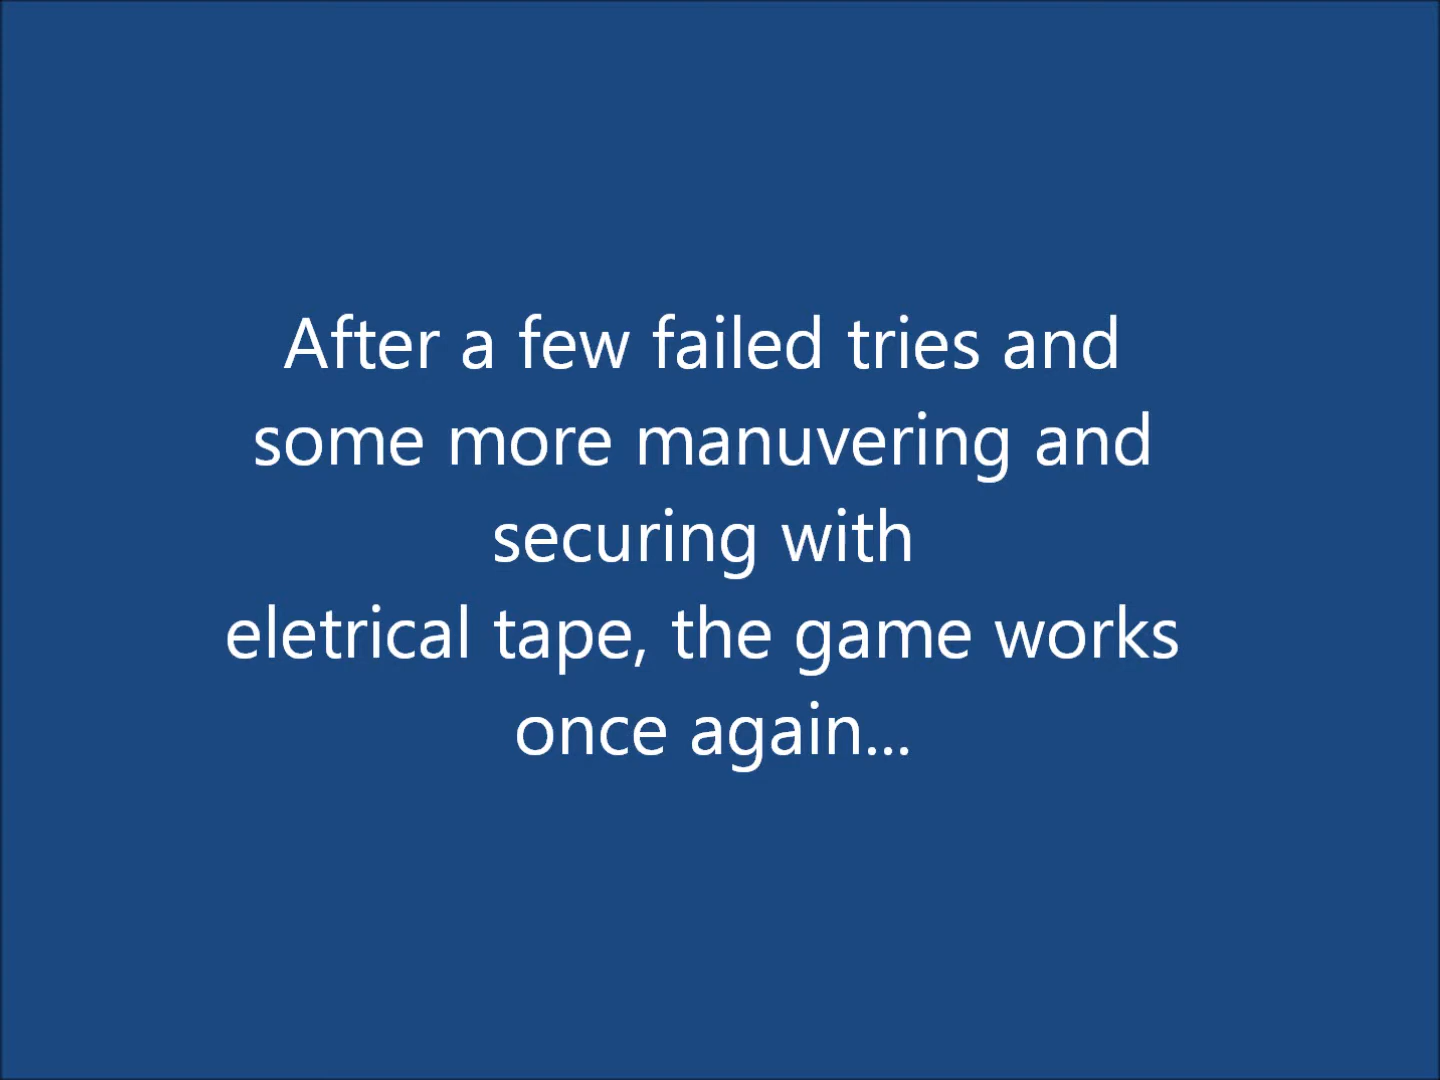 After a few failed tries and
some more manuvering and
securing with
eletrical tape, the game works
once again...